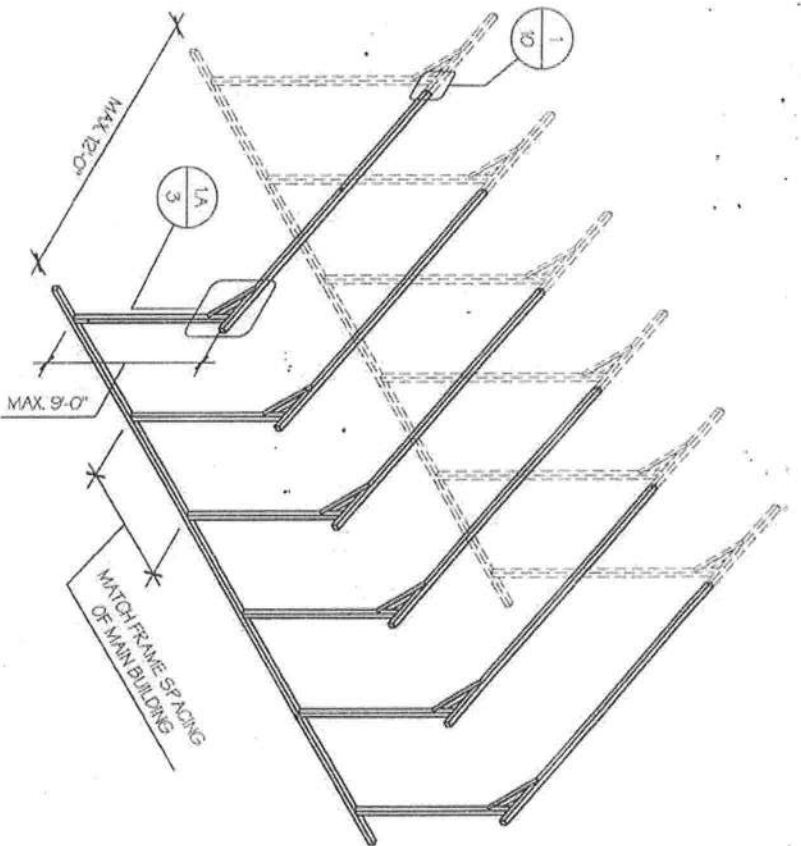 1
10
MAX. 12'-0"
1A
3
MAX. 9'-0"
MATCH FRAME SPACING
OF MAIN BUILDING